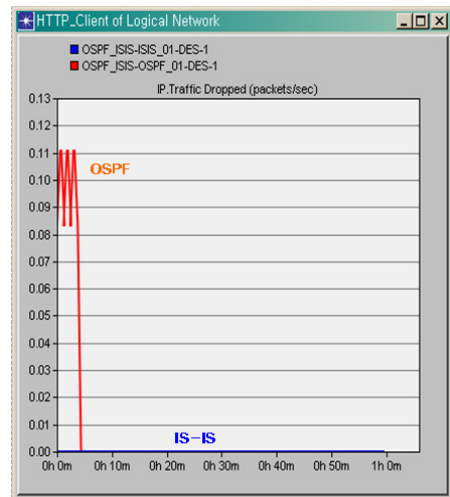 HTTP_Client of Logical Network
OSPF_ISIS-ISIS_01-DES-1
OSPF_ISIS-OSPF_01-DES-1
IP.Traffic Dropped (packets/sec)
0.13
0.12
0.11
OSPF
0.10
0.09
0.08
0.07
0.06
0.05
0.04
0.03
0.02
0.01
IS-IS
0.00
0h 0m 0h 10m 0h 20m 0h 30m 0h 40m 0h 50m 1h 0m